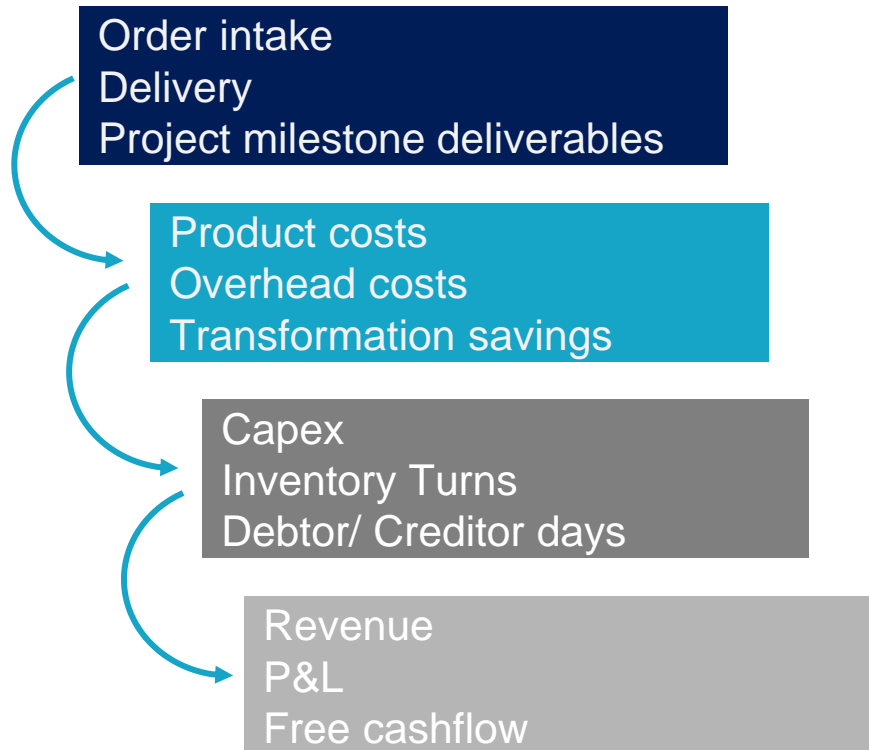 Order intake
Delivery
Project milestone deliverables
Product costs
Overhead costs
Transformation savings
Capex
Inventory Turns
Debtor/ Creditor days
Revenue
P&L
Free cashflow